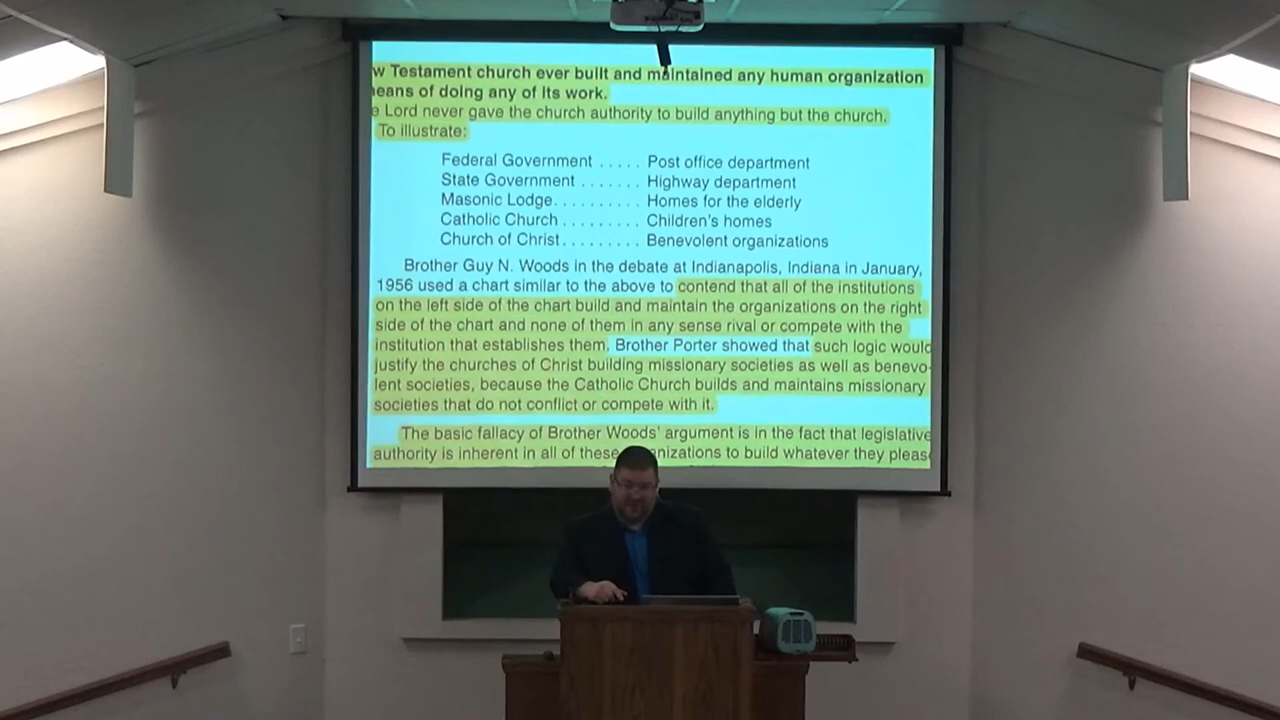 w Testament church ever built and maintained any human organization
eans of doing any of its work.
e Lord never gave the church authority to build anything but the church.
To illustrate:
Federal Government ..... Post office department
State Government ....... Highway department
Masonic Lodge.......... Homes for the elderly
Catholic Church ......... Children's homes
Church of Christ......... Benevolent organizations
Brother Guy N. Woods in the debate at Indianapolis, Indiana in January,
1956 used a chart similar to the above to contend that all of the institutions
on the left side of the chart build and maintain the organizations on the right
side of the chart and none of them in any sense rival or compete with the
institution that establishes them. Brother Porter showed that such logic would
justify the churches of Christ building missionary societies as well as benevo-
lent societies, because the Catholic Church builds and maintains missionary
societies that do not conflict or compete with it.
The basic fallacy of Brother Woods' argument is in the fact that legislative
authority is inherent in all of these nizations to build whatever they pleas